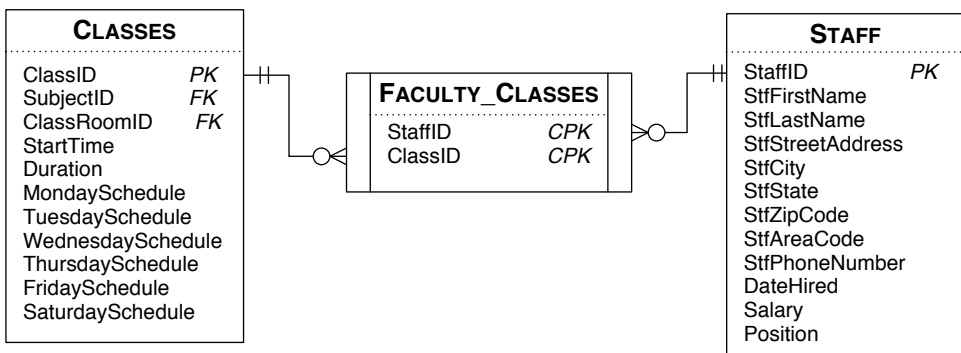 CLASSES
ClassID PK
SubjectID FK
ClassRoomID FK
StartTime
Duration
MondaySchedule
TuesdaySchedule
WednesdaySchedule
ThursdaySchedule
FridaySchedule
SaturdaySchedule
FACULTY_CLASSES
StaffID CPK
ClassID CPK
STAFF
StaffID PK
StfFirstName
StfLastName
StfStreetAddress
StfCity
StfState
StfZipCode
StfAreaCode
StfPhoneNumber
DateHired
Salary
Position